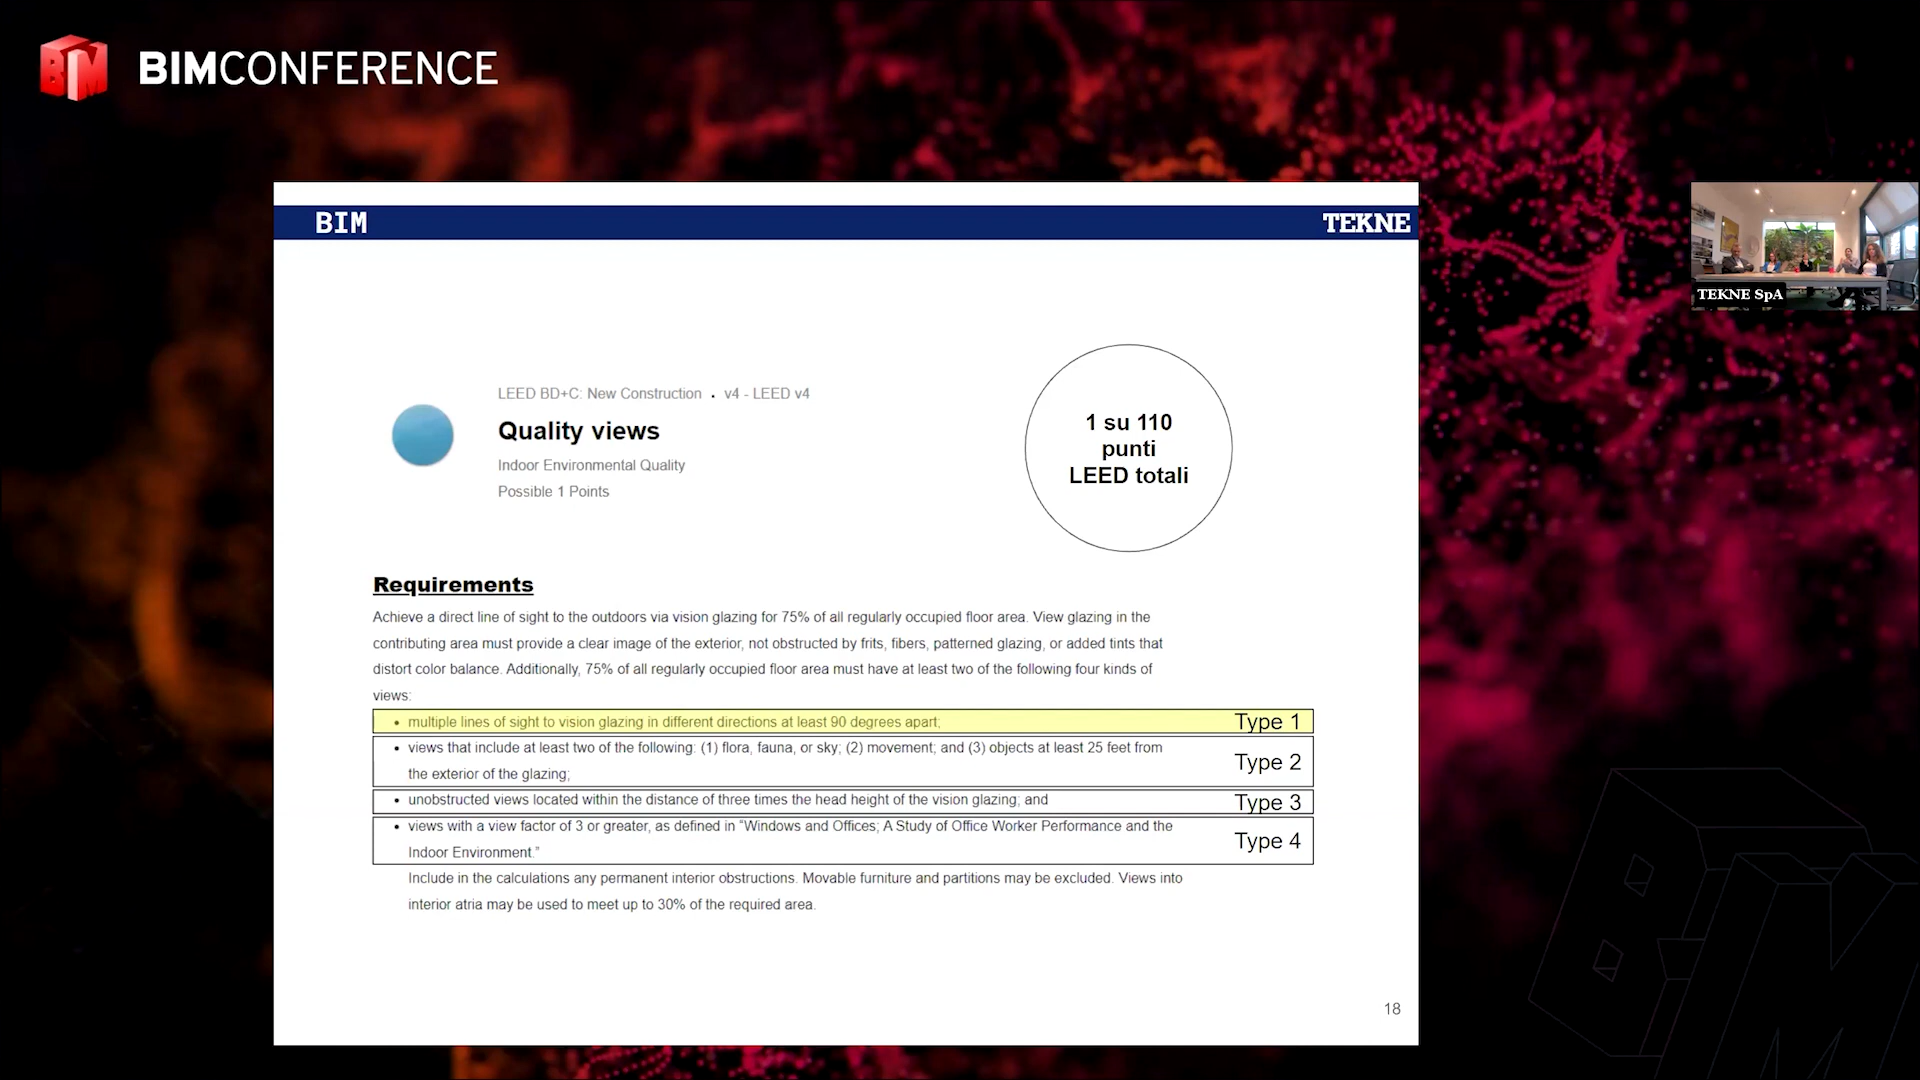 BIMCONFERENCE
BIM
TEKNE
TEKNE SpA
LEED BD+C: New Construction . v4 - LEED v4
Quality views
Indoor Environmental Quality
Possible 1 Points
1 su 110
punti
LEED totali
Requirements
Achieve a direct line of sight to the outdoors via vision glazing for 75% of all regularly occupied floor area. View glazing in the
contributing area must provide a clear image of the exterior, not obstructed by frits, fibers, patterned glazing, or added tints that
distort color balance. Additionally, 75% of all regularly occupied floor area must have at least two of the following four kinds of
views:
• multiple lines of sight to vision glazing in different directions at least 90 degrees apart; Type 1
• views that include at least two of the following: (1) flora, fauna, or sky; (2) movement; and (3) objects at least 25 feet from
the exterior of the glazing; Type 2
• unobstructed views located within the distance of three times the head height of the vision glazing; and Type 3
• views with a view factor of 3 or greater, as defined in “Windows and Offices; A Study of Office Worker Performance and the
Indoor Environment.” Type 4
Include in the calculations any permanent interior obstructions. Movable furniture and partitions may be excluded. Views into
interior atria may be used to meet up to 30% of the required area.
18